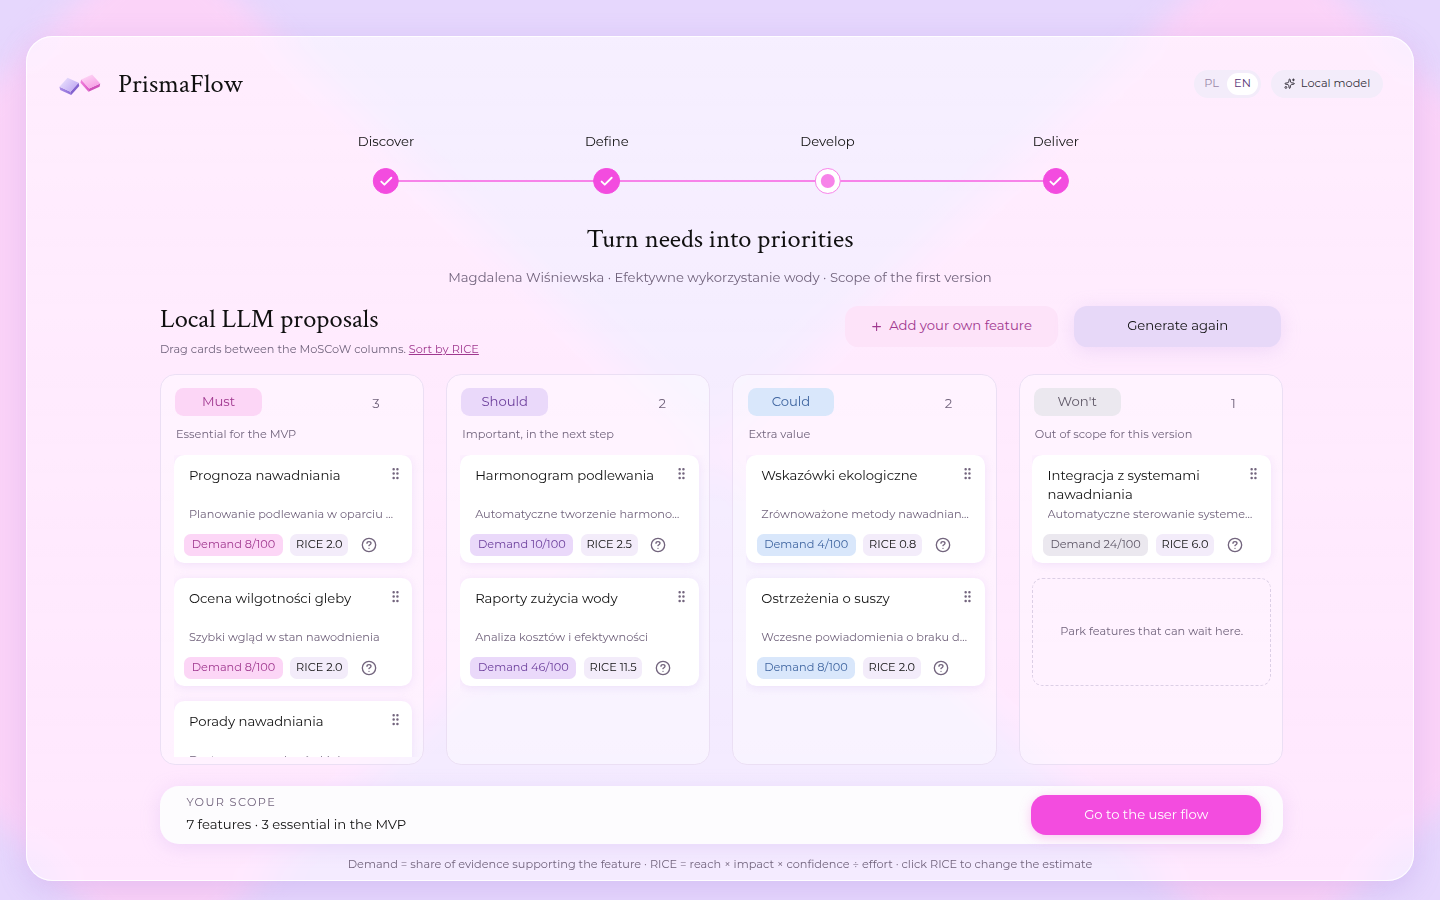 PrismaFlow
PL EN
Local model
Discover
Define
Develop
Deliver
Turn needs into priorities
Magdalena Wiśniewska · Efektywne wykorzystanie wody · Scope of the first version
Local LLM proposals
Drag cards between the MoSCoW columns. Sort by RICE
+ Add your own feature
Generate again
Must
3
Essential for the MVP
Prognoza nawadniania
Planowanie podlewania w oparciu ...
Demand 8/100
RICE 2.0
Ocena wilgotności gleby
Szybki wgląd w stan nawodnienia
Demand 8/100
RICE 2.0
Porady nawadniania
Should
2
Important, in the next step
Harmonogram podlewania
Automatyczne tworzenie harmono...
Demand 10/100
RICE 2.5
Raporty zużycia wody
Analiza kosztów i efektywności
Demand 46/100
RICE 11.5
Could
2
Extra value
Wskazówki ekologiczne
Zrównoważone metody nawadnian...
Demand 4/100
RICE 0.8
Ostrzeżenia o suszy
Wczesne powiadomienia o braku d...
Demand 8/100
RICE 2.0
Won't
1
Out of scope for this version
Integracja z systemami
nawadniania
Automatyczne sterowanie systeme...
Demand 24/100
RICE 6.0
Park features that can wait here.
YOUR SCOPE
7 features · 3 essential in the MVP
Go to the user flow
Demand = share of evidence supporting the feature · RICE = reach × impact × confidence ÷ effort · click RICE to change the estimate